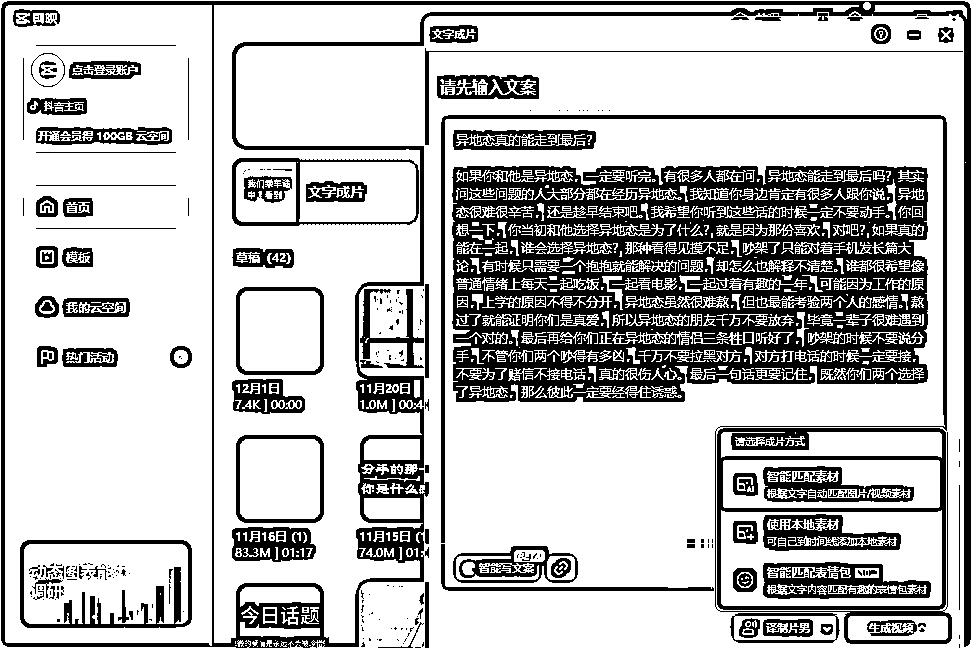 剪映
点击登录账户
抖音主页
开通会员得 100GB 云空间
首页
模板
我的云空间
热门活动
动态图表能力
调研
文字成片
草稿 (42)
12月1日
7.4K | 00:00
11月20日
1.0M | 00:4
11月16日 (1)
83.3M | 01:17
分手的那一
你是什么
11月15日 (1
74.0M | 01:
今日话题
文字成片
请先输入文案
异地恋真的能走到最后?
如果你和他是异地恋,一定要听完。有很多人都在问,异地恋能走到最后吗?其实
问这些问题的人大部分都在经历异地恋。我知道你身边肯定有很多人跟你说,异地
恋很难很辛苦,还是趁早结束吧。我希望你听到这些话的时候一定不要动手。你回
想一下,你当初和他选择异地恋是为了什么?就是因为那份喜欢,对吧?如果真的
能在一起,谁会选择异地恋?那种看得见摸不足,吵架了只能对着手机发长篇大
论,有时候只需要一个抱抱就能解决的问题,却怎么也解释不清楚。谁都很希望像
普通情绪上每天一起吃饭,一起看电影,一起过着有趣的一年,可能因为工作的原
因,上学的原因不得不分开,异地恋虽然很难熬,但也最能考验两个人的感情,熬
过了就能证明你们是真爱,所以异地恋的朋友千万不要放弃,毕竟一辈子很难遇到
一个对的。最后再给你们正在异地恋的情侣三条牲口听好了,吵架的时候不要说分
手,不管你们两个吵得有多凶,千万不要拉黑对方,对方打电话的时候一定要接,
不要为了赌信不接电话,真的很伤人心。最后一句话更要记住,既然你们两个选择
了异地恋,那么彼此一定要经得住诱惑。
智能写文案
请选择成片方式
智能匹配素材
根据文字自动匹配图片/视频素材
使用本地素材
可自己到时间线添加本地素材
智能匹配表情包
根据文字内容匹配有趣的表情包素材
译制片男
生成视频